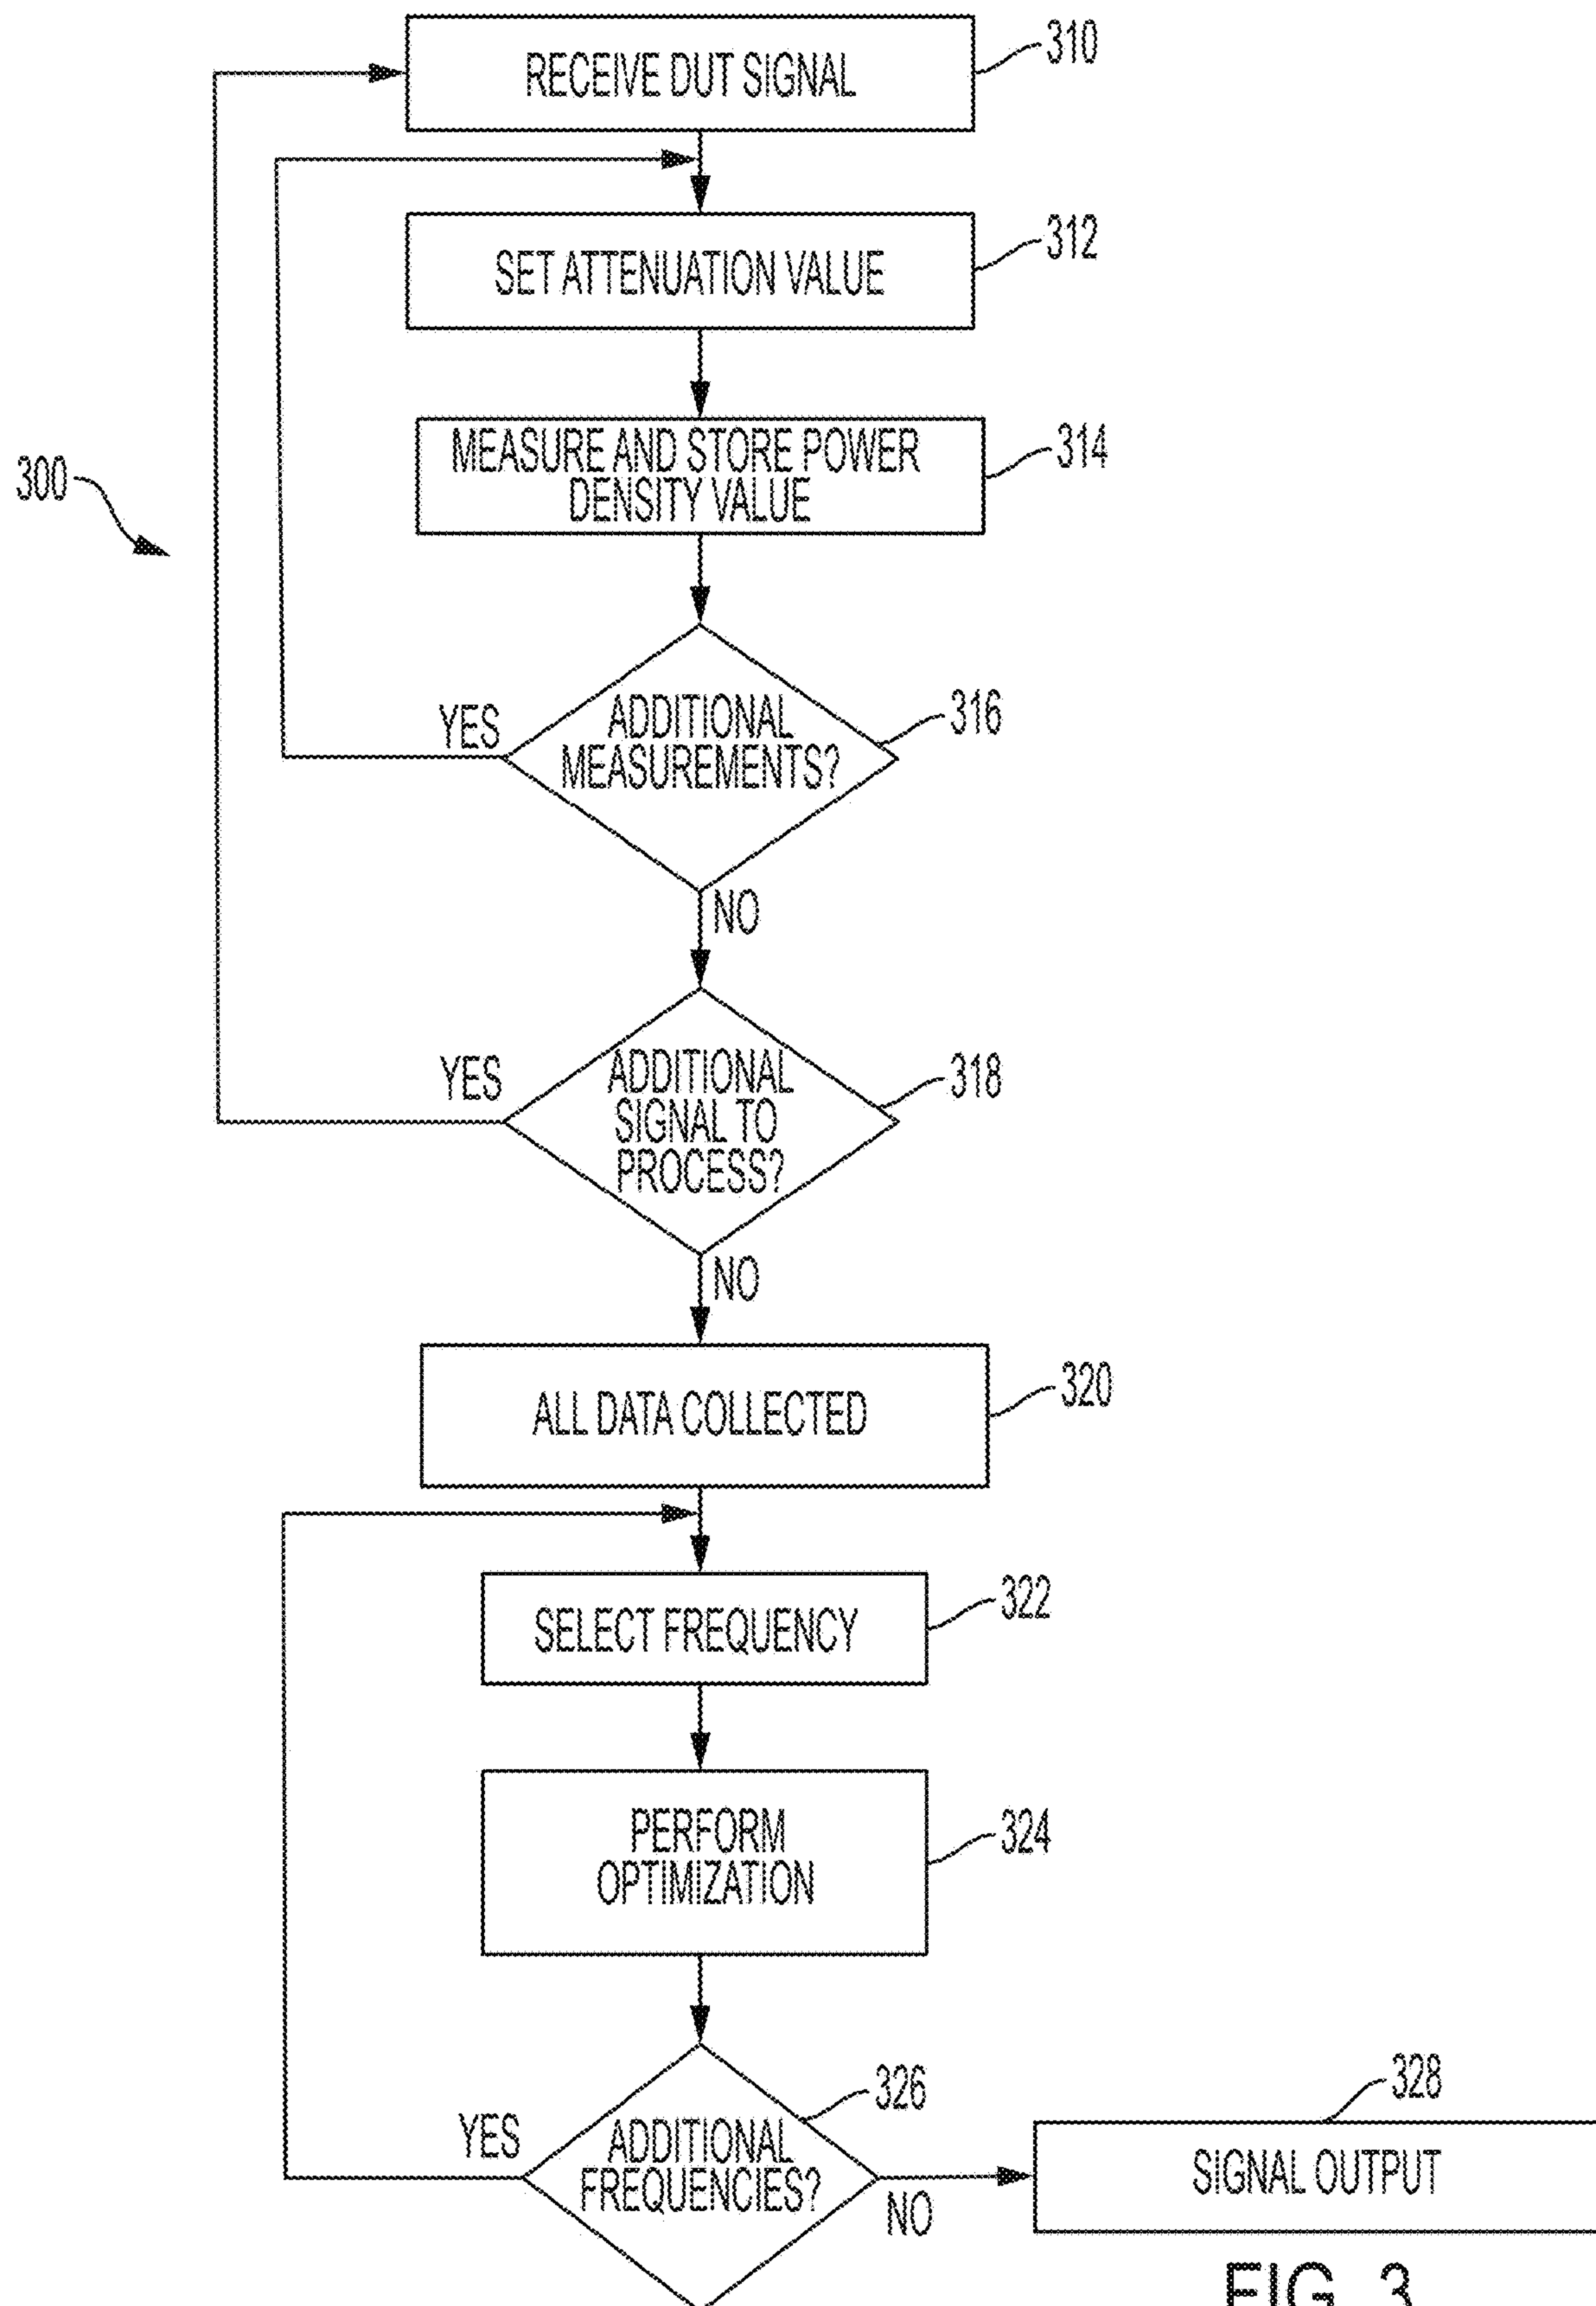 RECEIVE DUT SIGNAL
310
SET ATTENUATION VALUE
312
MEASURE AND STORE POWER
DENSITY VALUE
314
300
ADDITIONAL
MEASUREMENTS?
316
YES
NO
ADDITIONAL
SIGNAL TO
PROCESS?
318
YES
NO
ALL DATA COLLECTED
320
SELECT FREQUENCY
322
PERFORM
OPTIMIZATION
324
ADDITIONAL
FREQUENCIES?
326
YES
NO
328
SIGNAL OUTPUT
FIG. 3